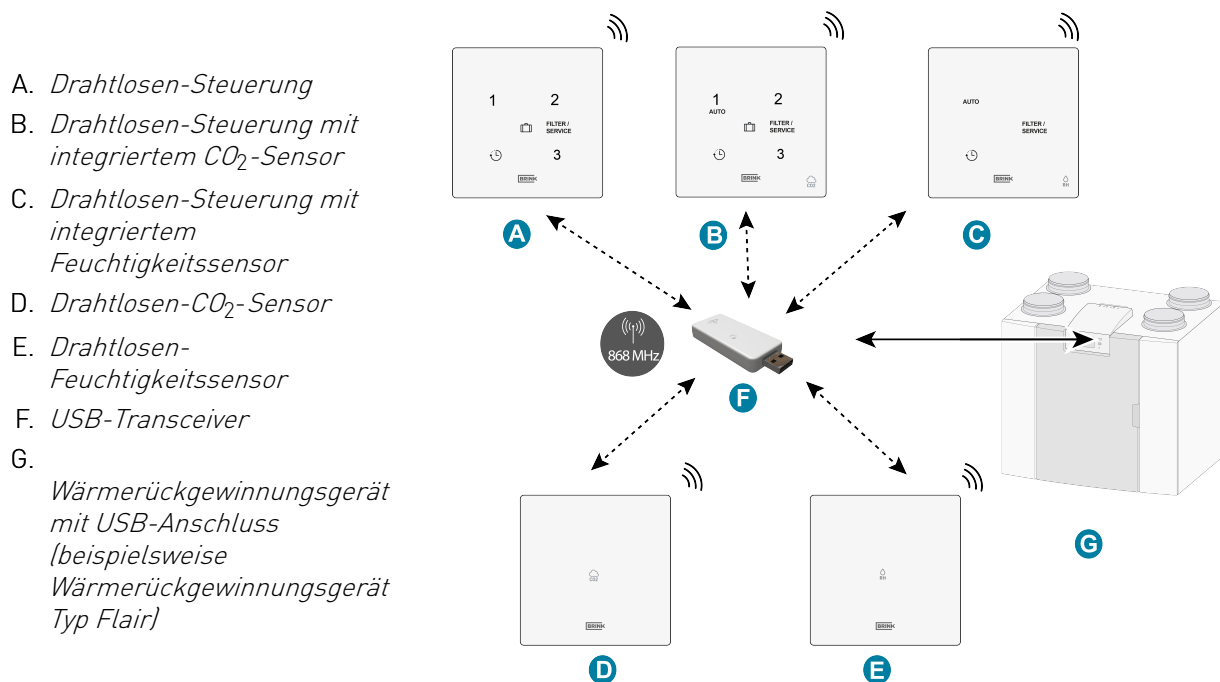 A. Drahtlosen-Steuerung
B. Drahtlosen-Steuerung mit
integriertem CO₂-Sensor
C. Drahtlosen-Steuerung mit
integriertem
Feuchtigkeitssensor
D. Drahtlosen-CO₂-Sensor
E. Drahtlosen-
Feuchtigkeitssensor
F. USB-Transceiver
G.
Wärmerückgewinnungsgerät
mit USB-Anschluss
(beispielsweise
Wärmerückgewinnungsgerät
Typ Flair)
1 2
FILTER /
SERVICE
3
BRINK
A
1 2
AUTO
FILTER /
SERVICE
3
BRINK
CO2
B
AUTO
FILTER /
SERVICE
BRINK
RH
C
868 MHz
F
G
CO2
BRINK
D
RH
BRINK
E